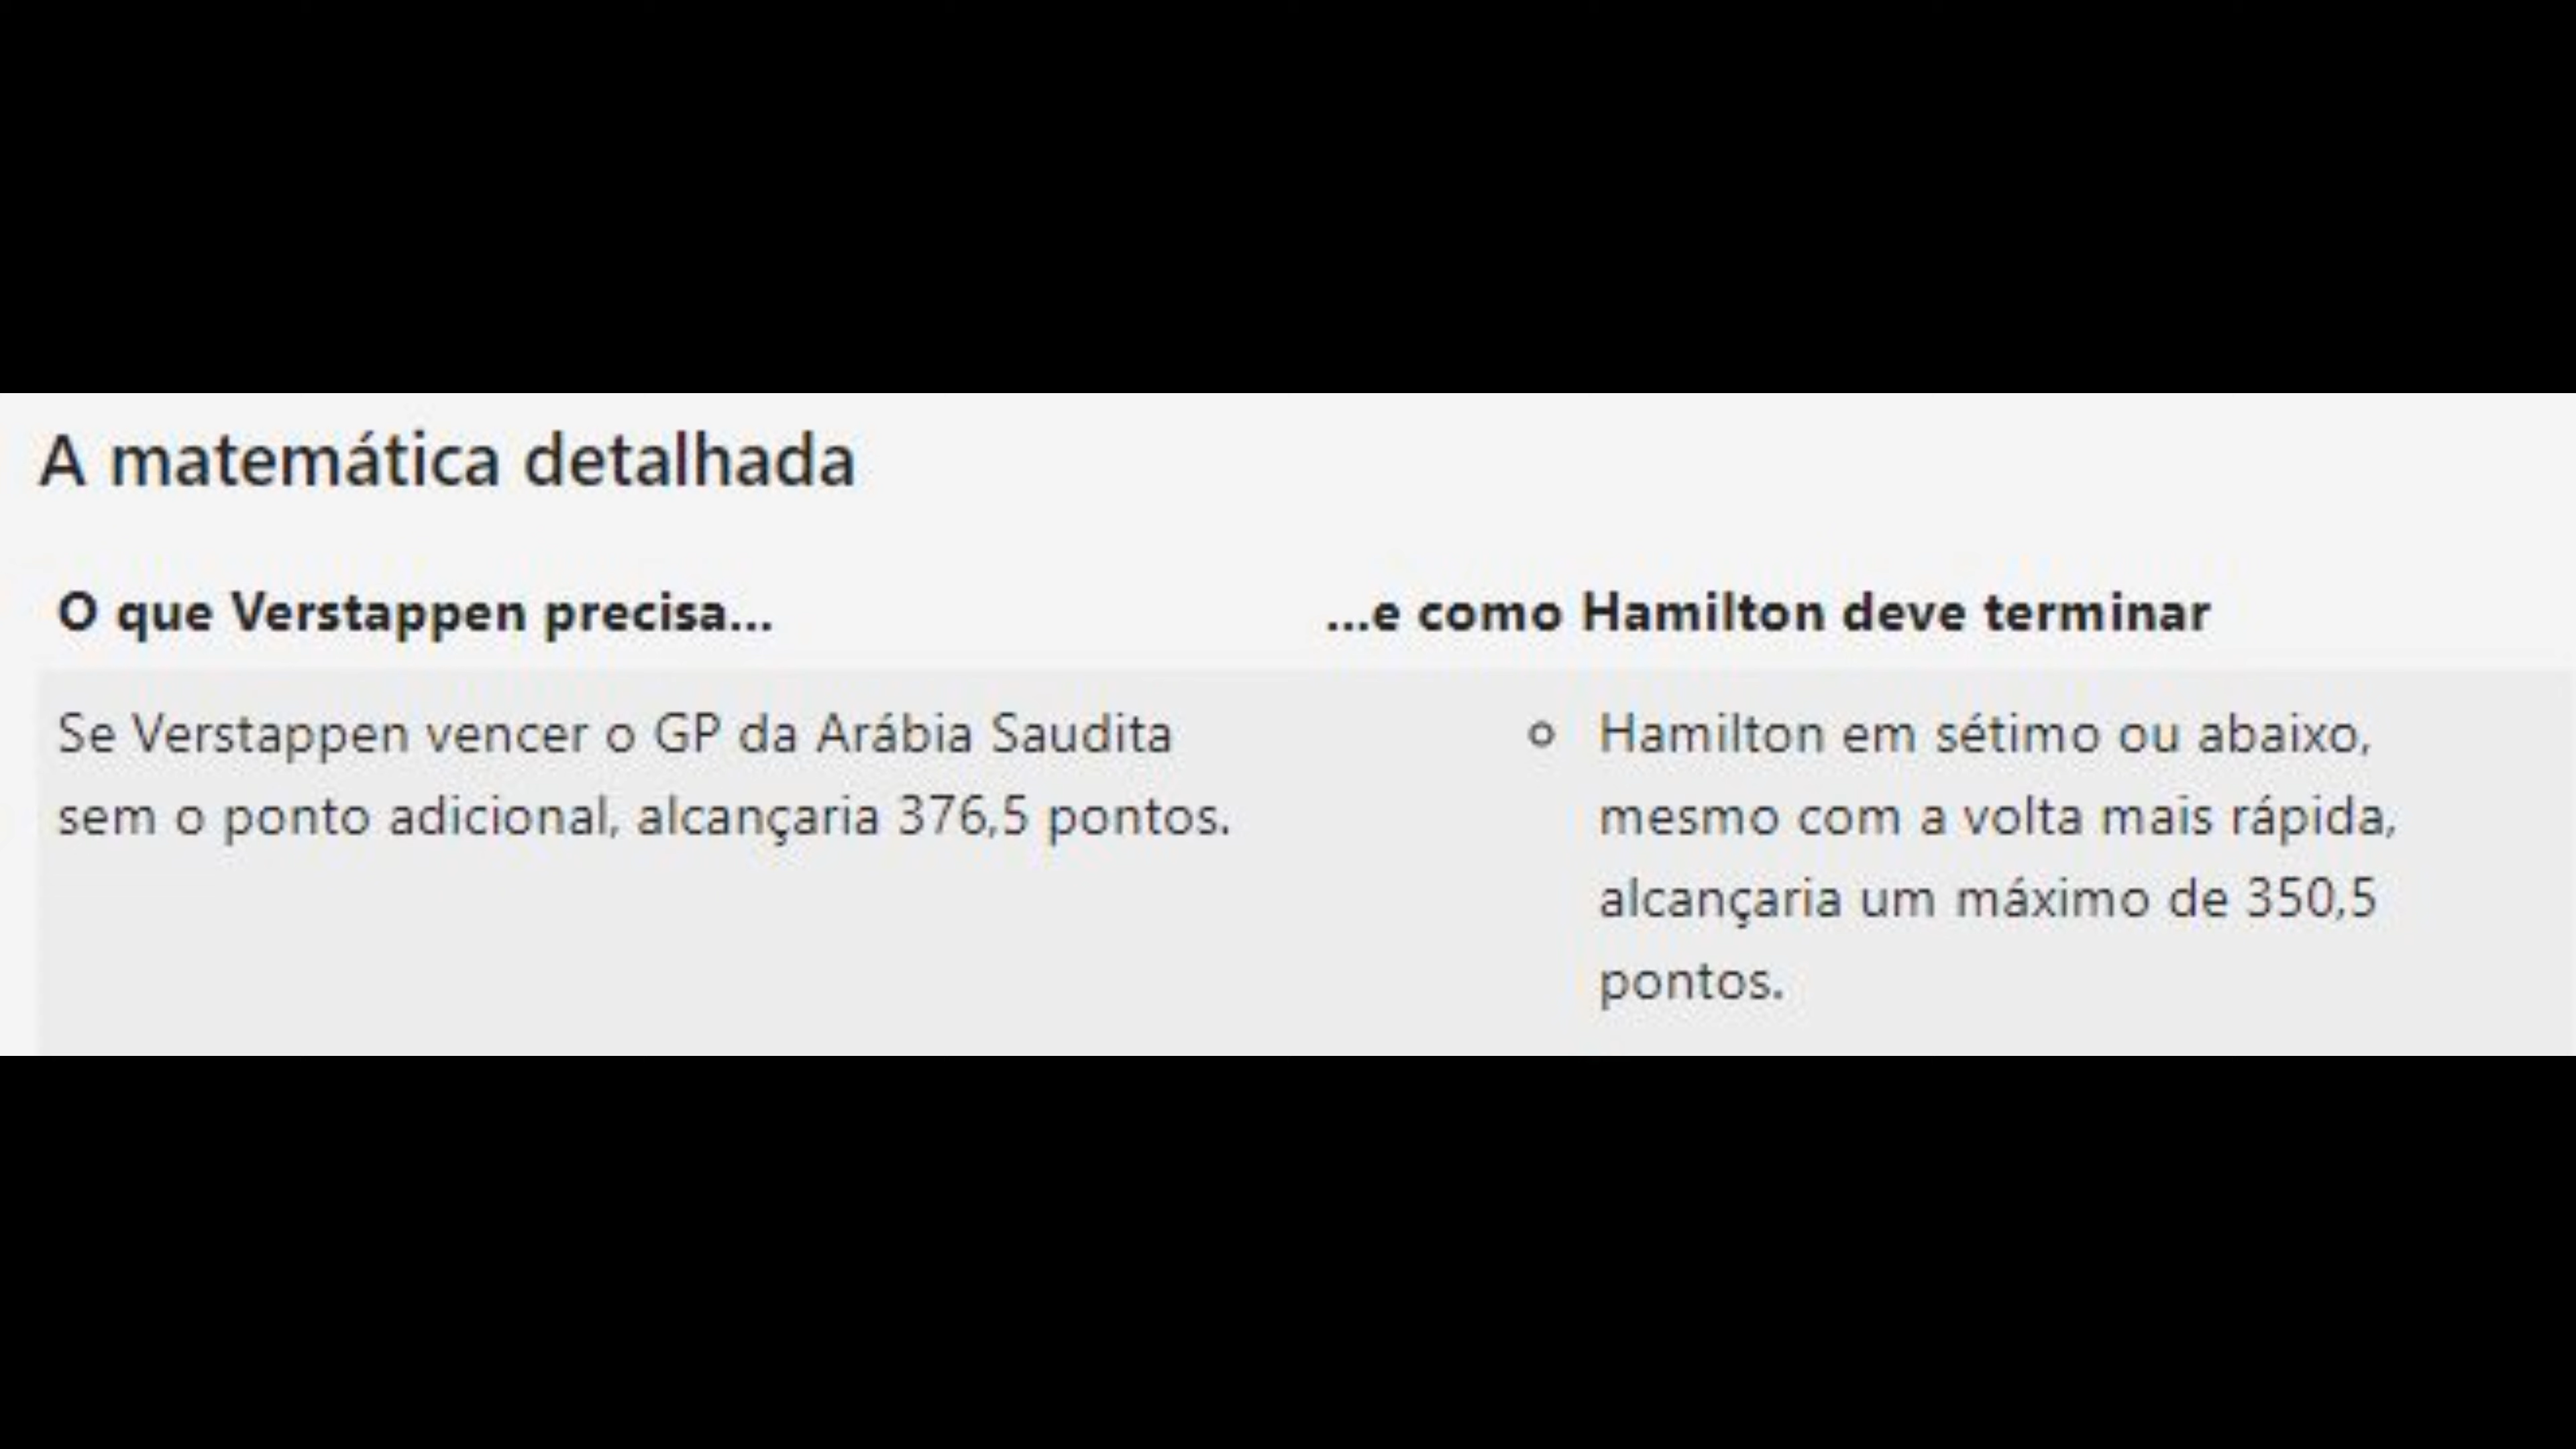 A matemática detalhada
O que Verstappen precisa...
...e como Hamilton deve terminar
Se Verstappen vencer o GP da Arábia Saudita
sem o ponto adicional, alcançaria 376,5 pontos.
o Hamilton em sétimo ou abaixo,
mesmo com a volta mais rápida,
alcançaria um máximo de 350,5
pontos.